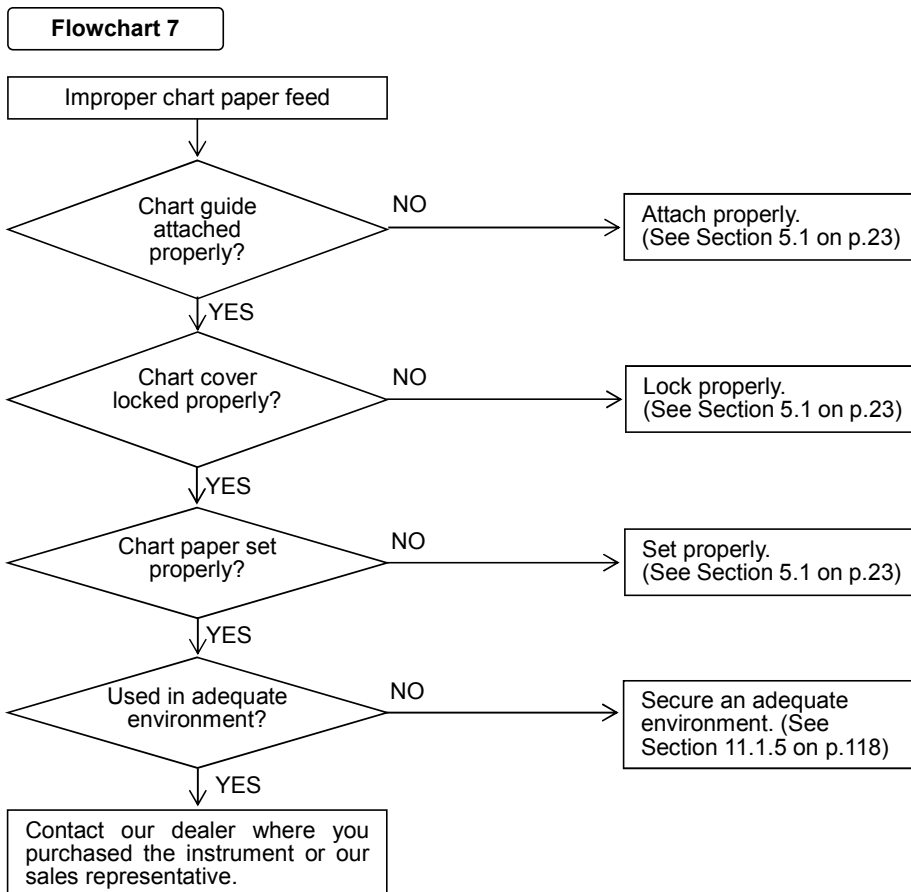 Flowchart 7
Improper chart paper feed
Chart guide
attached
properly?
NO
Attach properly.
(See Section 5.1 on p.23)
YES
Chart cover
locked properly?
NO
Lock properly.
(See Section 5.1 on p.23)
YES
Chart paper set
properly?
NO
Set properly.
(See Section 5.1 on p.23)
YES
Used in adequate
environment?
NO
Secure an adequate
environment. (See
Section 11.1.5 on p.118)
YES
Contact our dealer where you
purchased the instrument or our
sales representative.